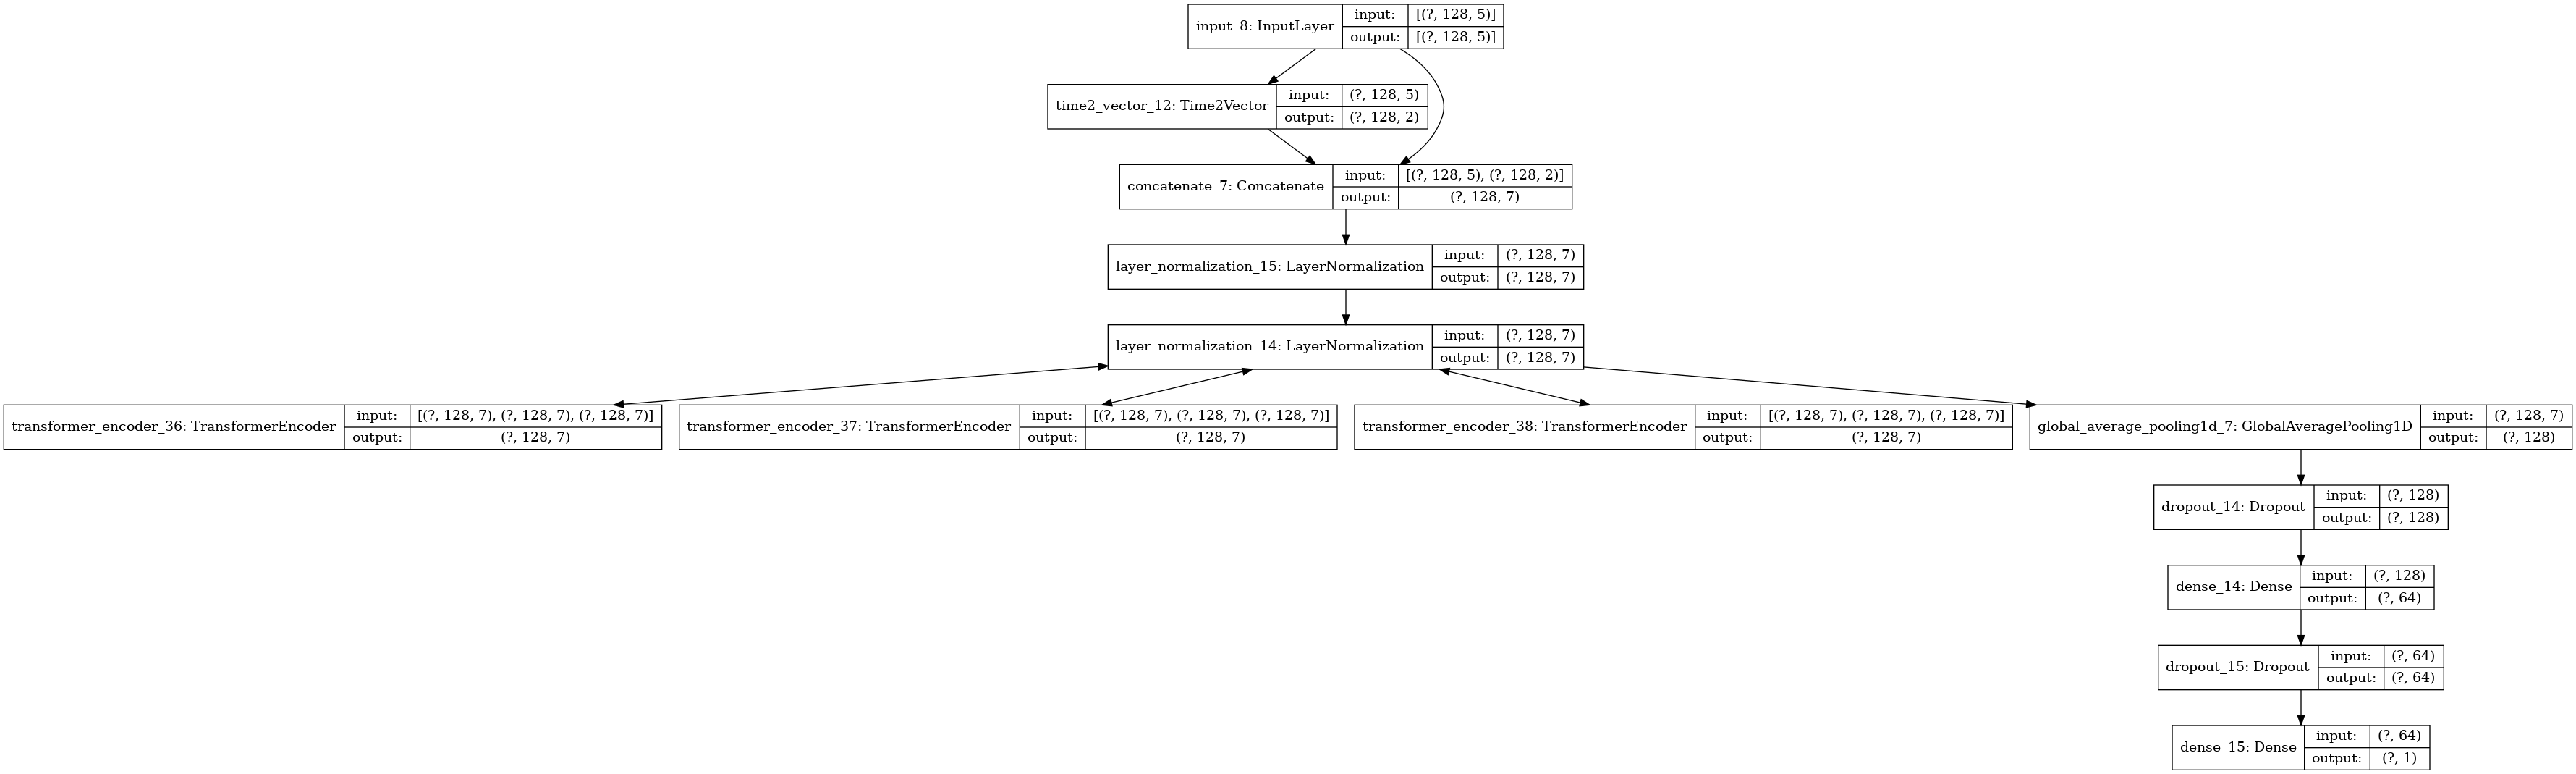 input_8: InputLayer
input: [(?, 128, 5)]
output: [(?, 128, 5)]
time2_vector_12: Time2Vector
input: (?, 128, 5)
output: (?, 128, 2)
concatenate_7: Concatenate
input: [(?, 128, 5), (?, 128, 2)]
output: (?, 128, 7)
layer_normalization_15: LayerNormalization
input: (?, 128, 7)
output: (?, 128, 7)
layer_normalization_14: LayerNormalization
input: (?, 128, 7)
output: (?, 128, 7)
transformer_encoder_36: TransformerEncoder
input: [(?, 128, 7), (?, 128, 7), (?, 128, 7)]
output: (?, 128, 7)
transformer_encoder_37: TransformerEncoder
input: [(?, 128, 7), (?, 128, 7), (?, 128, 7)]
output: (?, 128, 7)
transformer_encoder_38: TransformerEncoder
input: [(?, 128, 7), (?, 128, 7), (?, 128, 7)]
output: (?, 128, 7)
global_average_pooling1d_7: GlobalAveragePooling1D
input: (?, 128, 7)
output: (?, 128)
dropout_14: Dropout
input: (?, 128)
output: (?, 128)
dense_14: Dense
input: (?, 128)
output: (?, 64)
dropout_15: Dropout
input: (?, 64)
output: (?, 64)
dense_15: Dense
input: (?, 64)
output: (?, 1)